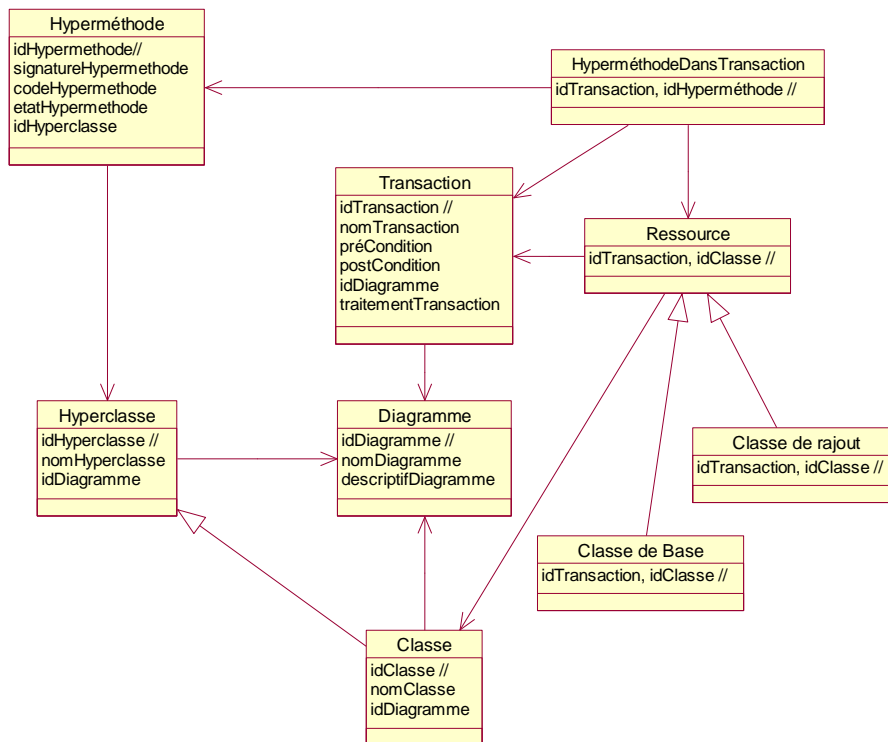 Hyperméthode
idHypermethode//
signatureHypermethode
codeHypermethode
etatHypermethode
idHyperclasse
HyperméthodeDansTransaction
idTransaction, idHyperméthode //
Transaction
idTransaction //
nomTransaction
préCondition
postCondition
idDiagramme
traitementTransaction
Ressource
idTransaction, idClasse //
Hyperclasse
idHyperclasse //
nomHyperclasse
idDiagramme
Diagramme
idDiagramme //
nomDiagramme
descriptifDiagramme
Classe de rajout
idTransaction, idClasse //
Classe de Base
idTransaction, idClasse //
Classe
idClasse //
nomClasse
idDiagramme